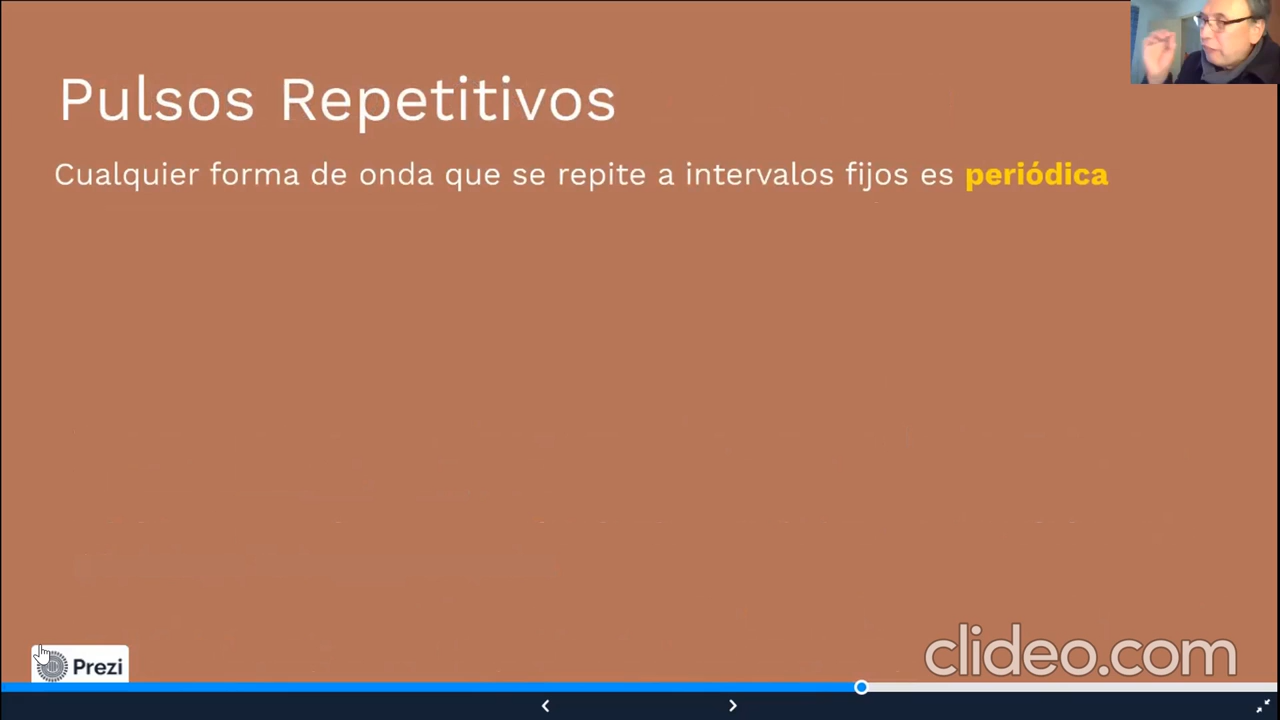 Pulsos Repetitivos
Cualquier forma de onda que se repite a intervalos fijos es periódica
Prezi
clideo.com